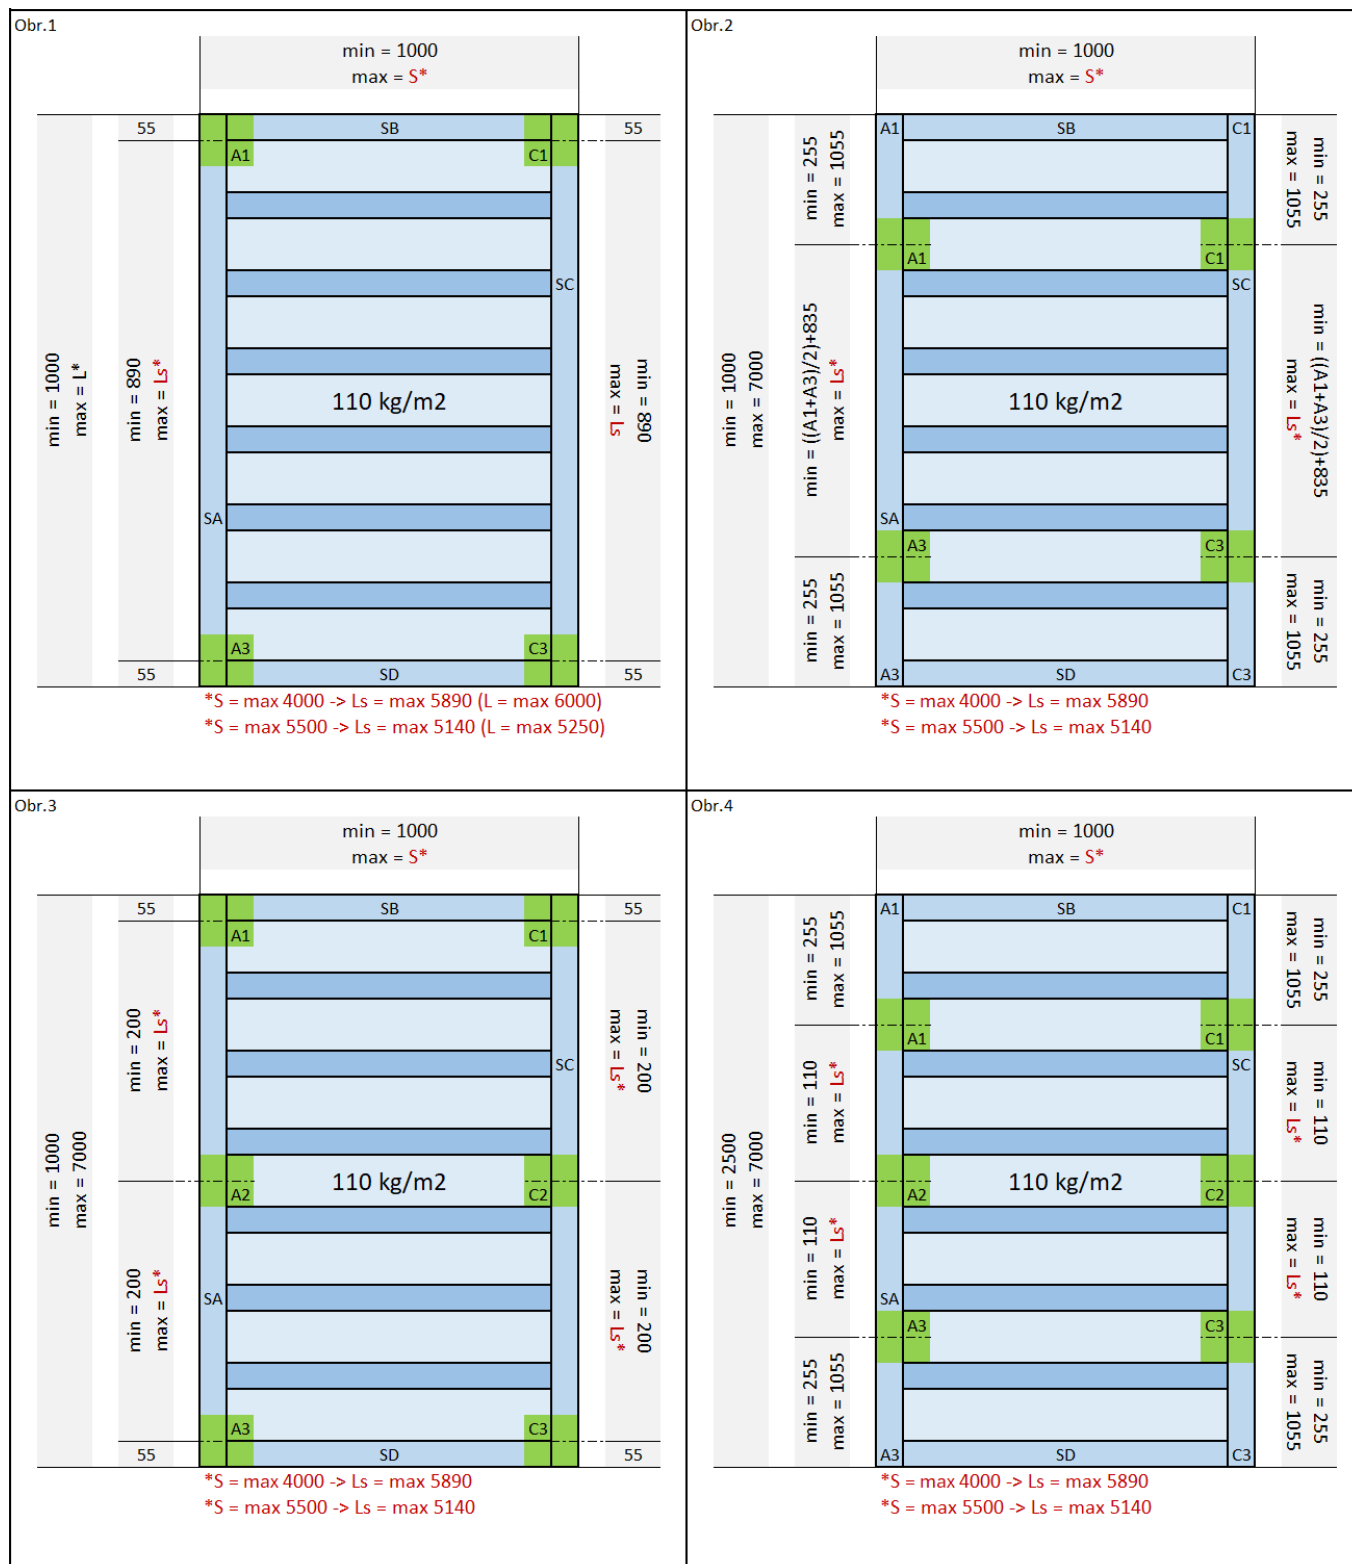 Obr.1
min = 1000
max = S*
55
SB
55
A1
C1
SC
min = 1000
max = L*
min = 890
max = Ls*
110 kg/m2
min = 890
max = Ls
SA
A3
C3
55
SD
55
*S = max 4000 -> Ls = max 5890 (L = max 6000)
*S = max 5500 -> Ls = max 5140 (L = max 5250)
Obr.2
min = 1000
max = S*
A1
SB
C1
min = 255
max = 1055
min = 255
max = 1055
A1
C1
SC
min = 1000
max = 7000
min = ((A1+A3)/2)+835
max = Ls*
110 kg/m2
min = ((A1+A3)/2)+835
max = Ls*
SA
A3
C3
min = 255
max = 1055
min = 255
max = 1055
A3
SD
C3
*S = max 4000 -> Ls = max 5890
*S = max 5500 -> Ls = max 5140
Obr.3
min = 1000
max = S*
55
SB
55
A1
C1
min = 200
max = Ls*
SC
min = 200
max = Ls*
min = 1000
max = 7000
A2
110 kg/m2
C2
min = 200
max = Ls*
SA
min = 200
max = Ls*
A3
C3
55
SD
55
*S = max 4000 -> Ls = max 5890
*S = max 5500 -> Ls = max 5140
Obr.4
min = 1000
max = S*
A1
SB
C1
min = 255
max = 1055
min = 255
max = 1055
A1
C1
min = 110
max = Ls*
SC
min = 110
max = Ls*
min = 2500
max = 7000
A2
110 kg/m2
C2
min = 110
max = Ls*
SA
min = 110
max = Ls*
A3
C3
min = 255
max = 1055
min = 255
max = 1055
A3
SD
C3
*S = max 4000 -> Ls = max 5890
*S = max 5500 -> Ls = max 5140